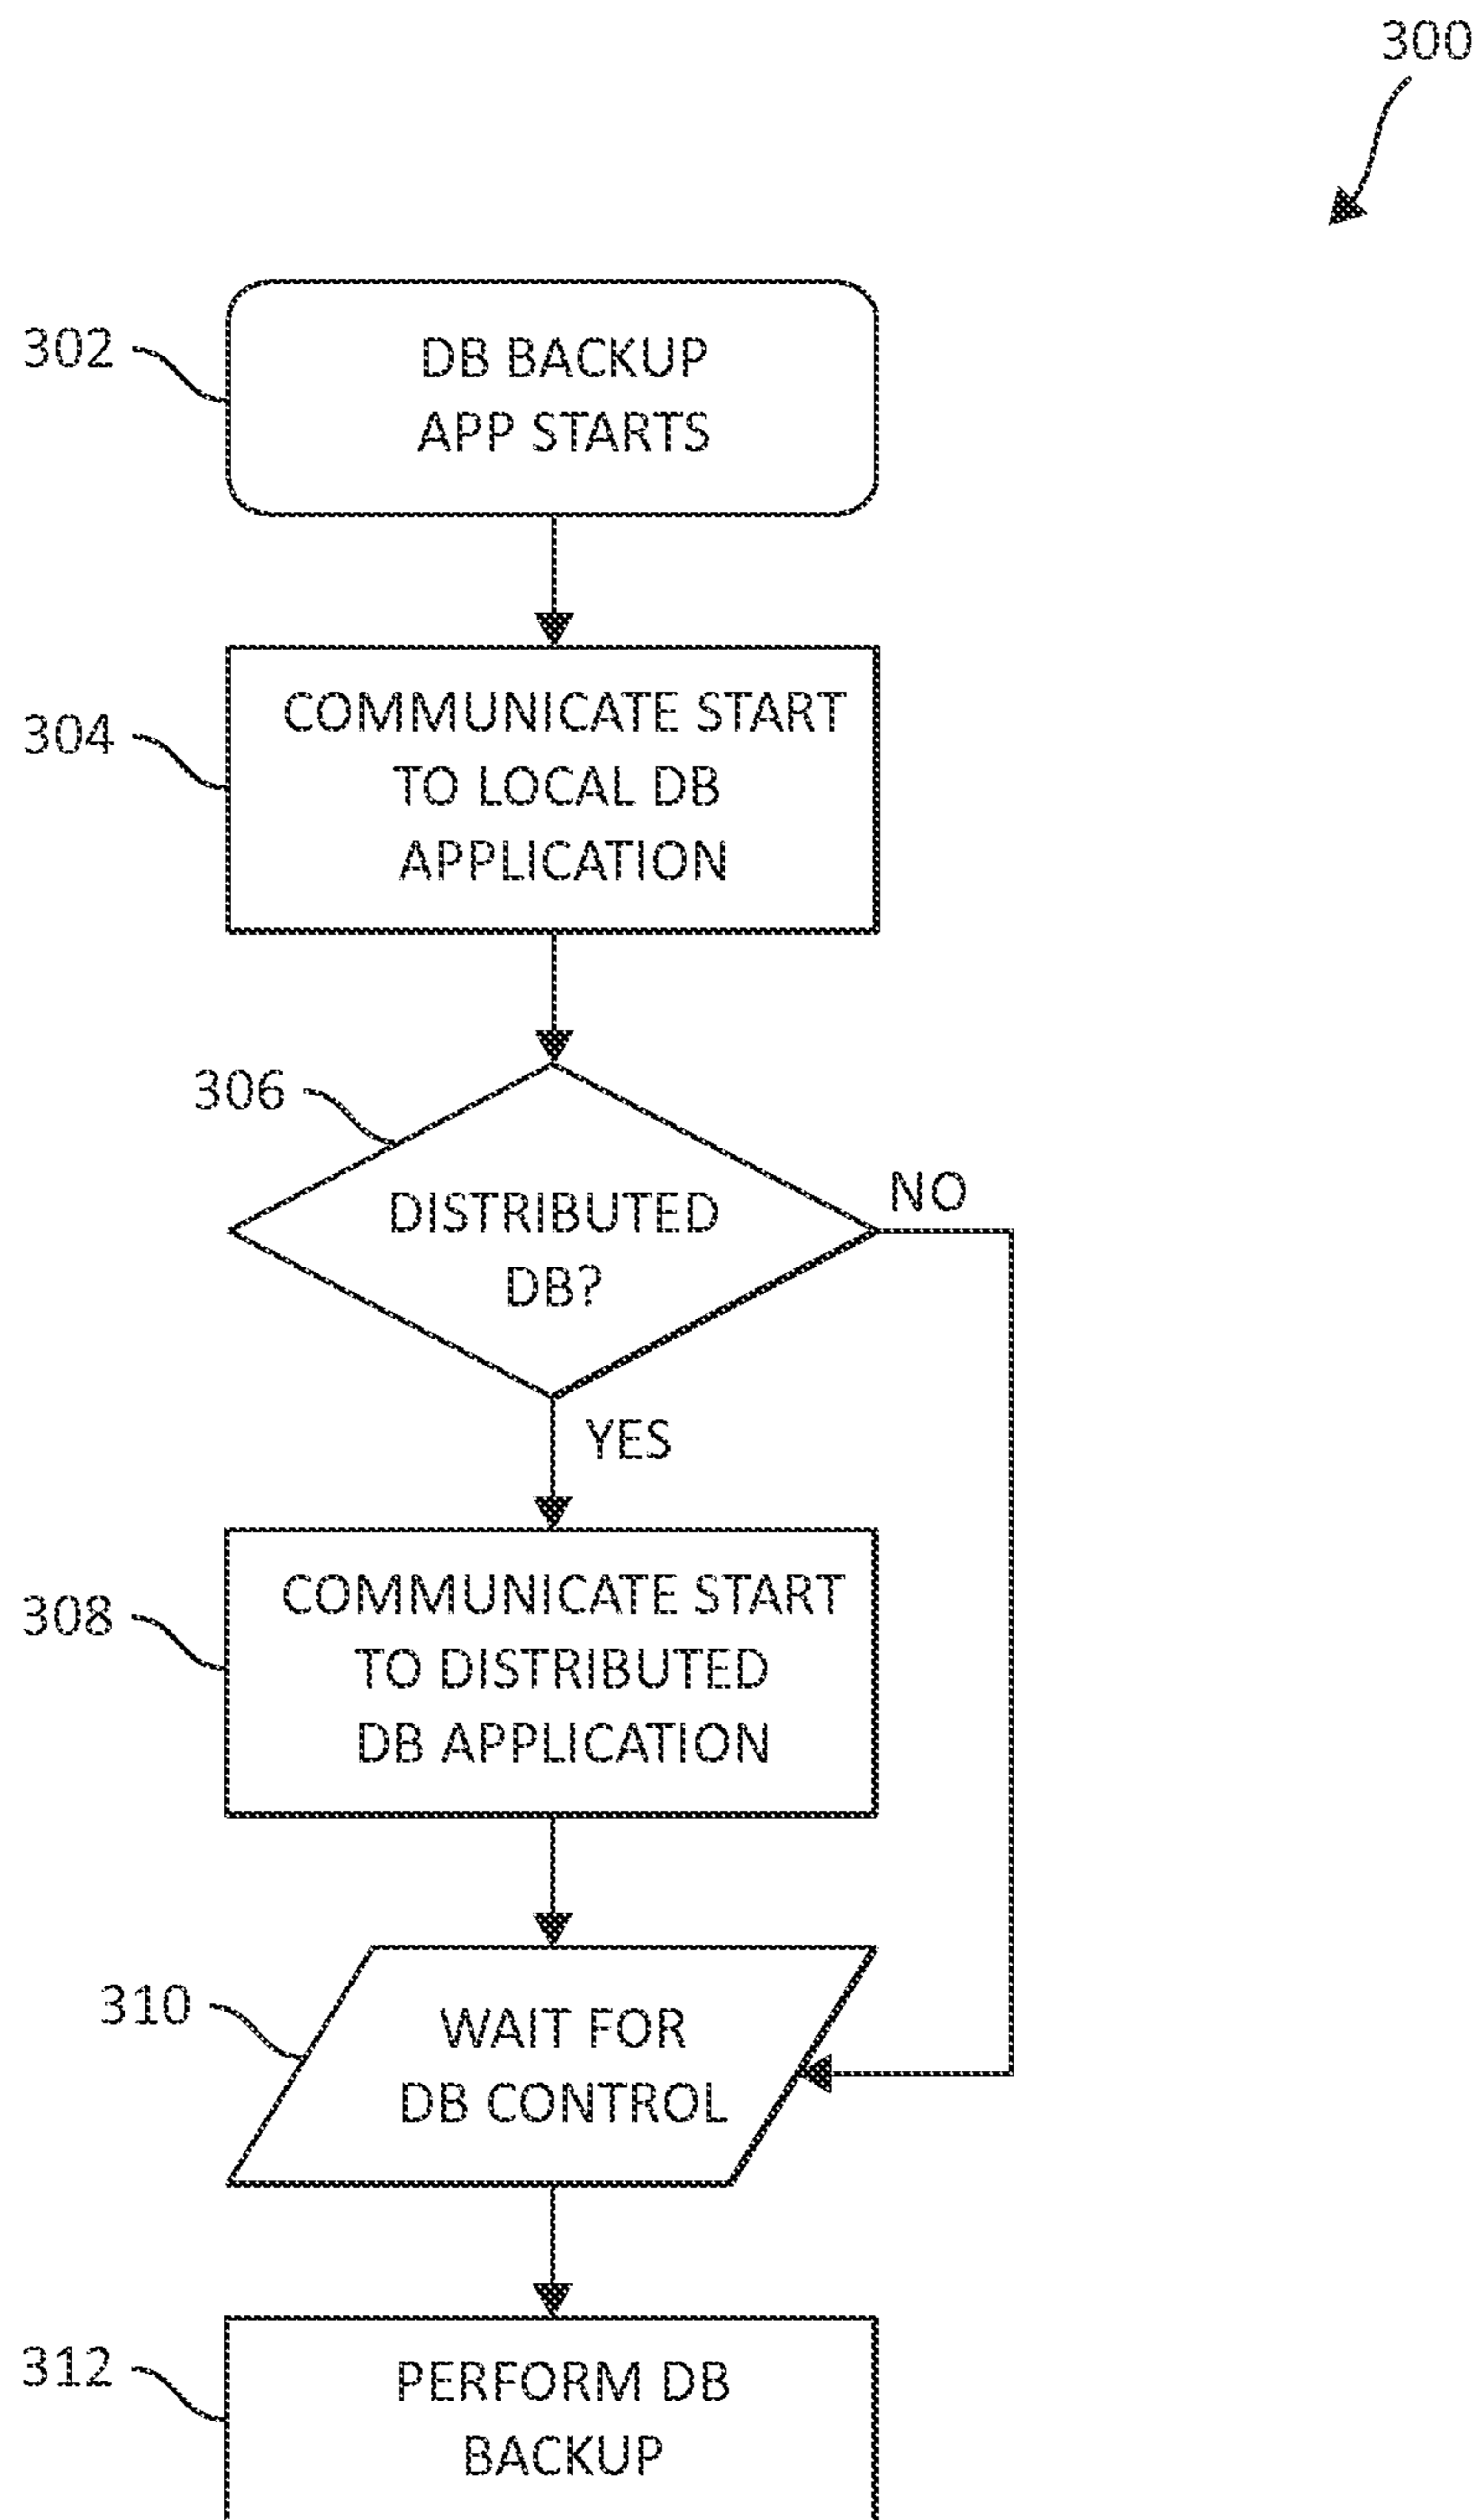 300
302
DB BACKUP
APP STARTS
304
COMMUNICATE START
TO LOCAL DB
APPLICATION
306
DISTRIBUTED
DB?
NO
YES
308
COMMUNICATE START
TO DISTRIBUTED
DB APPLICATION
310
WAIT FOR
DB CONTROL
312
PERFORM DB
BACKUP